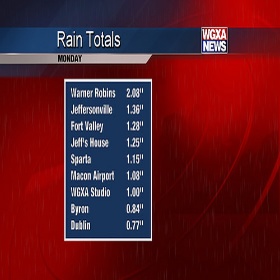 Rain Totals
WGXA
NEWS
MONDAY
Warner Robins 2.08"
Jeffersonville 1.36"
Fort Valley 1.28"
Jeff's House 1.25"
Sparta 1.15"
Macon Airport 1.08"
WGXA Studio 1.00"
Byron 0.84"
Dublin 0.77"